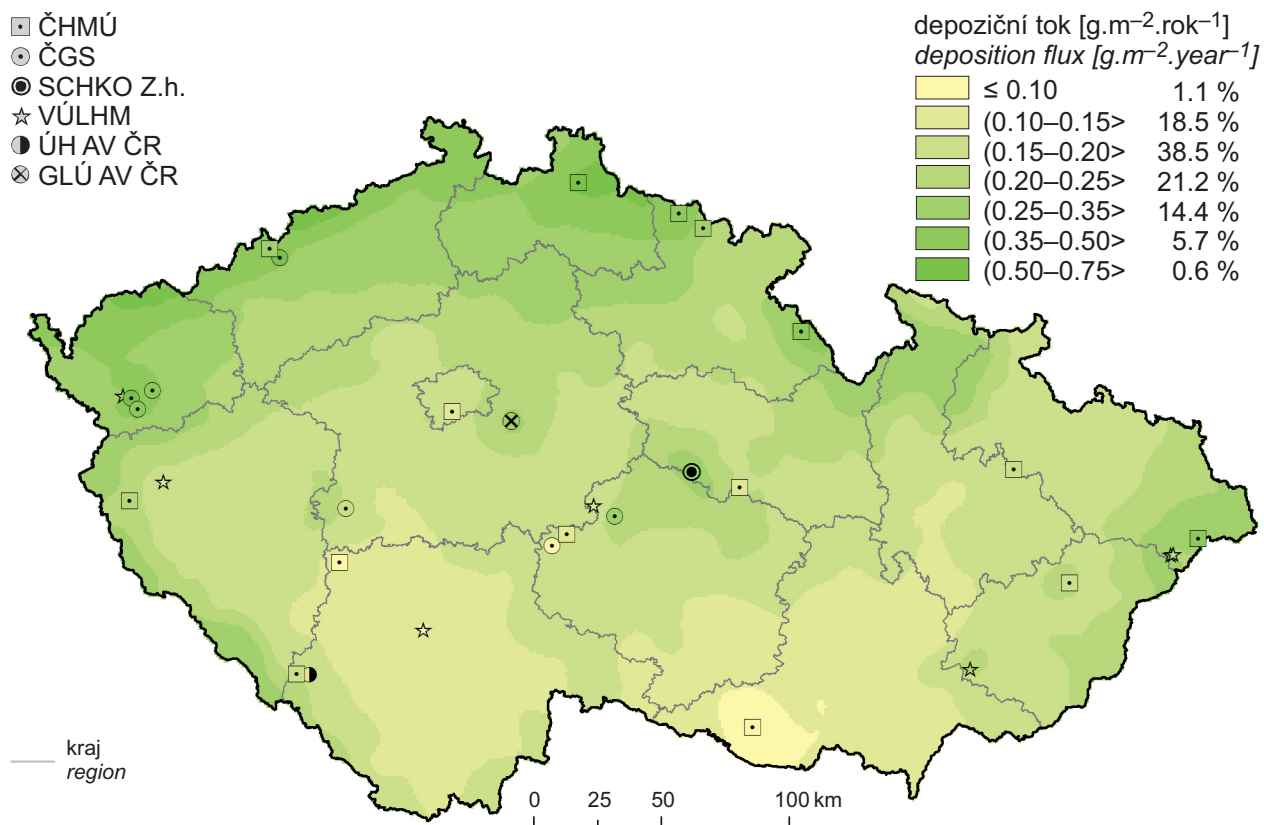 ČHMÚ
ČGS
SCHKO Z.h.
VÚLHM
ÚH AV ČR
GLÚ AV ČR
depoziční tok [g.m⁻².rok⁻¹]
deposition flux [g.m⁻².year⁻¹]
≤ 0.10 1.1 %
(0.10–0.15> 18.5 %
(0.15–0.20> 38.5 %
(0.20–0.25> 21.2 %
(0.25–0.35> 14.4 %
(0.35–0.50> 5.7 %
(0.50–0.75> 0.6 %
kraj
region
0 25 50 100 km